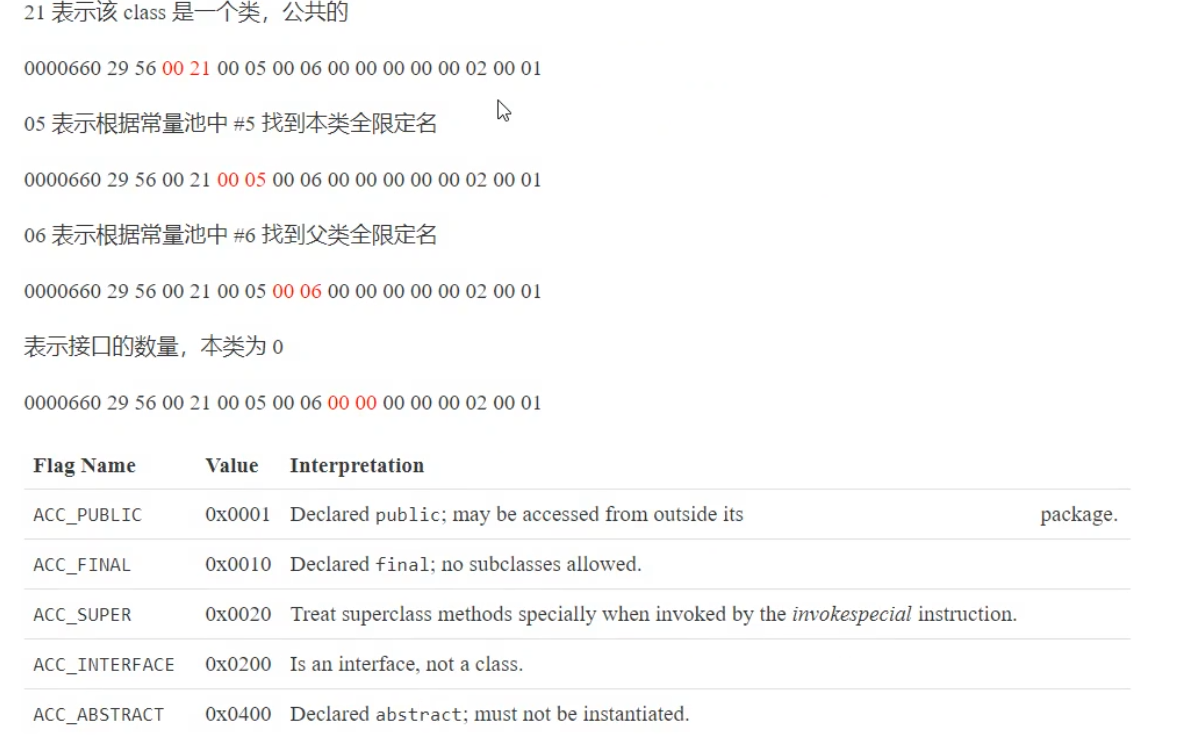 21 表示该 class 是一个类，公共的
0000660 29 56 00 21 00 05 00 06 00 00 00 00 00 02 00 01
05 表示根据常量池中 #5 找到本类全限定名
0000660 29 56 00 21 00 05 00 06 00 00 00 00 00 02 00 01
06 表示根据常量池中 #6 找到父类全限定名
0000660 29 56 00 21 00 05 00 06 00 00 00 00 00 02 00 01
表示接口的数量，本类为 0
0000660 29 56 00 21 00 05 00 06 00 00 00 00 00 02 00 01
Flag Name Value Interpretation
ACC_PUBLIC 0x0001 Declared public; may be accessed from outside its package.
ACC_FINAL 0x0010 Declared final; no subclasses allowed.
ACC_SUPER 0x0020 Treat superclass methods specially when invoked by the invokespecial instruction.
ACC_INTERFACE 0x0200 Is an interface, not a class.
ACC_ABSTRACT 0x0400 Declared abstract; must not be instantiated.